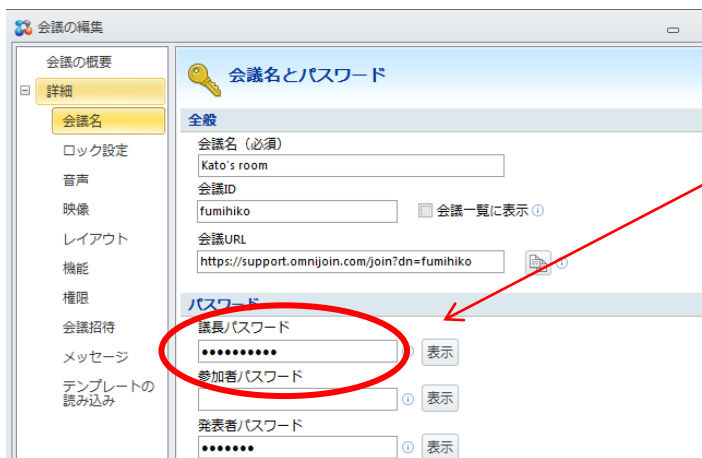 会議の編集
会議の概要
詳細
会議名
ロック設定
音声
映像
レイアウト
機能
権限
会議招待
メッセージ
テンプレートの
読み込み
会議名とパスワード
全般
会議名（必須）
Kato's room
会議ID
fumihiko
会議一覧に表示
会議URL
https://support.omnijoin.com/join?dn=fumihiko
パスワード
議長パスワード
••••••••••
表示
参加者パスワード
表示
発表者パスワード
•••••••
表示